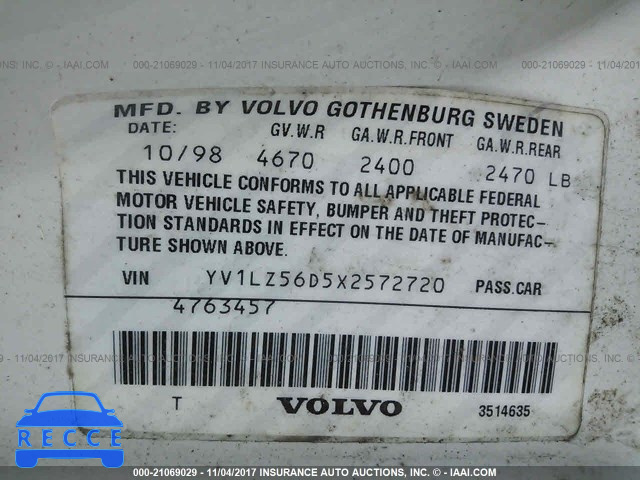 000-21069029 - 11/04/2017 INSURANCE AUTO AUCTIONS, INC. ©-IAAI.COM
MFD. BY VOLVO GOTHENBURG SWEDEN
DATE: GV.W.R GA.W.R.FRONT GA.W.R.REAR
10/98 4670 2400 2470 LB
THIS VEHICLE CONFORMS TO ALL APPLICABLE FEDERAL
MOTOR VEHICLE SAFETY, BUMPER AND THEFT PROTEC-
TION STANDARDS IN EFFECT ON THE DATE OF MANUFAC-
TURE SHOWN ABOVE.
VIN YV1LZ56D5X2572720 PASS.CAR
4763457
T VOLVO 3514635
000-21069029 - 11/04/2017 INSURANCE AUTO AUCTIONS, INC. © - IAAI.COM